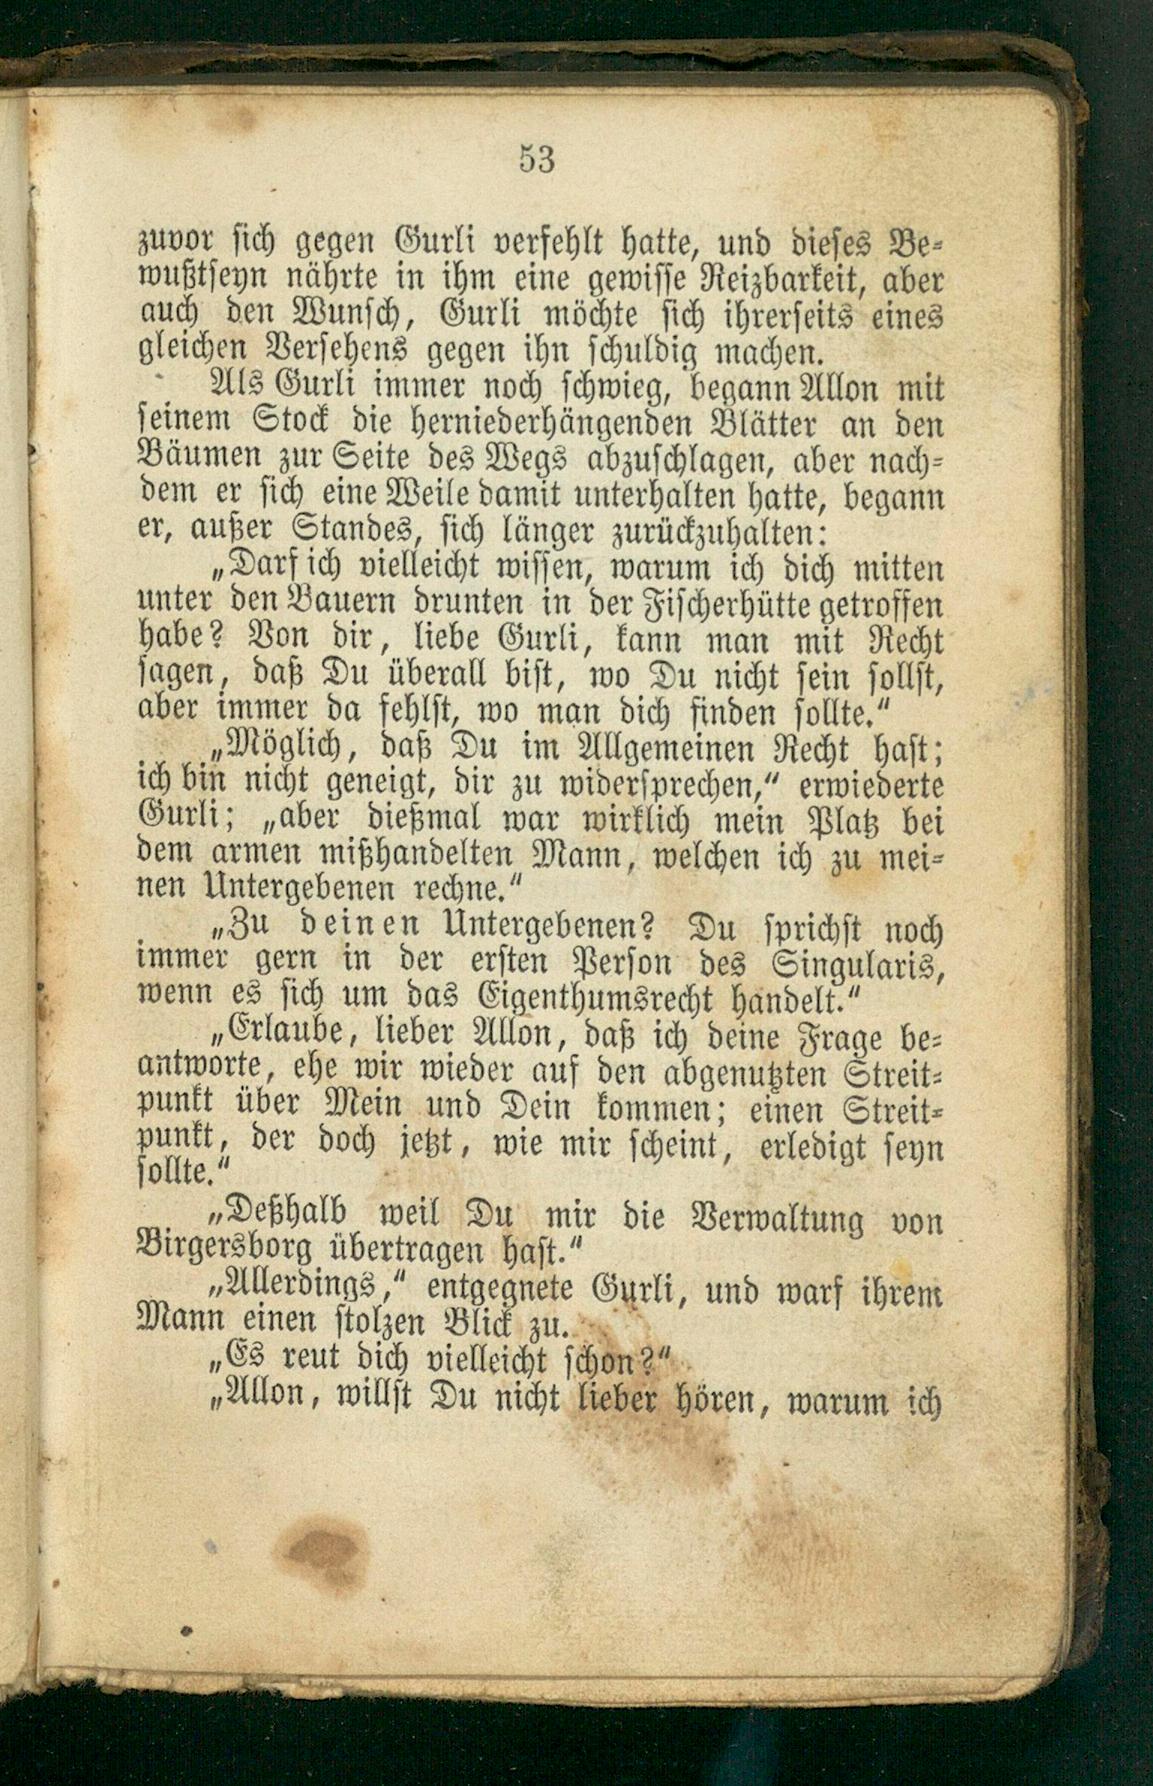 53
zuvor sich gegen Gurli verfehlt hatte, und dieses Be-
wußtseyn nährte in ihm eine gewisse Reizbarkeit, aber
auch den Wunsch, Gurli möchte sich ihrerseits eines
gleichen Versehens gegen ihn schuldig machen.
Als Gurli immer noch schwieg, begann Allon mit
seinem Stock die herniederhängenden Blätter an den
Bäumen zur Seite des Wegs abzuschlagen, aber nach-
dem er sich eine Weile damit unterhalten hatte, begann
er, außer Standes, sich länger zurückzuhalten:
„Darf ich vielleicht wissen, warum ich dich mitten
unter den Bauern drunten in der Fischerhütte getroffen
habe? Von dir, liebe Gurli, kann man mit Recht
sagen, daß Du überall bist, wo Du nicht sein sollst,
aber immer da fehlst, wo man dich finden sollte.“
„Möglich, daß Du im Allgemeinen Recht hast;
ich bin nicht geneigt, dir zu widersprechen,“ erwiederte
Gurli; „aber dießmal war wirklich mein Platz bei
dem armen mißhandelten Mann, welchen ich zu mei-
nen Untergebenen rechne.“
„Zu deinen Untergebenen? Du sprichst noch
immer gern in der ersten Person des Singularis,
wenn es sich um das Eigenthumsrecht handelt.“
„Erlaube, lieber Allon, daß ich deine Frage be-
antworte, ehe wir wieder auf den abgenutzten Streit-
punkt über Mein und Dein kommen; einen Streit-
punkt, der doch jetzt, wie mir scheint, erledigt seyn
sollte.“
„Deßhalb weil Du mir die Verwaltung von
Birgersborg übertragen hast.“
„Allerdings,“ entgegnete Gurli, und warf ihrem
Mann einen stolzen Blick zu.
„Es reut dich vielleicht schon?“
„Allon, willst Du nicht lieber hören, warum ich